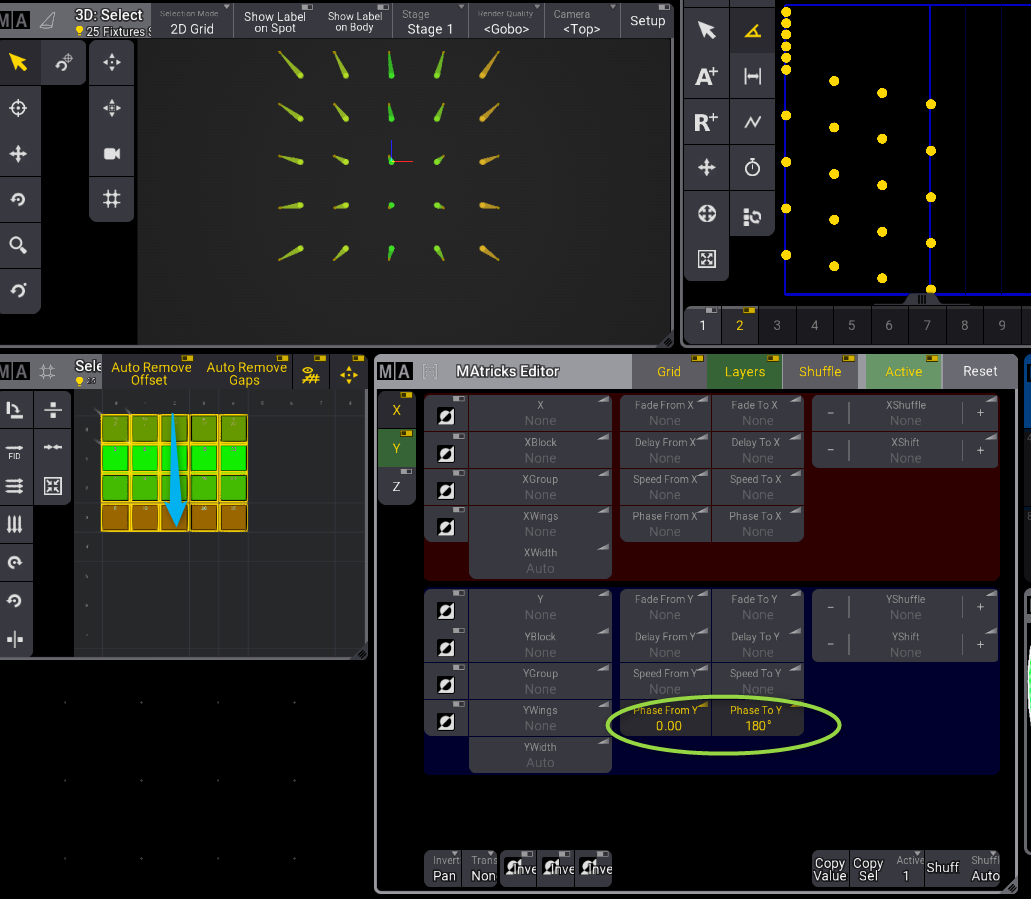 MA 3D: Select
25 Fixtures S
Selection Mode
2D Grid
Show Label
on Spot
Show Label
on Body
Stage
Stage 1
Render Quality
<Gobo>
Camera
<Top>
Setup
A+
R+
1 2 3 4 5 6 7 8 9
MA Sele
Auto Remove
Offset
Auto Remove
Gaps
FID
MA MAtricks Editor
Grid
Layers
Shuffle
Active
Reset
X
Y
Z
X
None
Fade From X
None
Fade To X
None
- XShuffle +
None
XBlock
None
Delay From X
None
Delay To X
None
- XShift +
None
XGroup
None
Speed From X
None
Speed To X
None
XWings
None
Phase From X
None
Phase To X
None
XWidth
Auto
Y
None
Fade From Y
None
Fade To Y
None
- YShuffle +
None
YBlock
None
Delay From Y
None
Delay To Y
None
- YShift +
None
YGroup
None
Speed From Y
None
Speed To Y
None
YWings
None
Phase From Y
0.00
Phase To Y
180°
YWidth
Auto
Invert
Pan
Trans
Non
Inve
Inve
Inve
Copy
Value
Copy
Sel
Active
1
Shuff
Shuffl
Auto